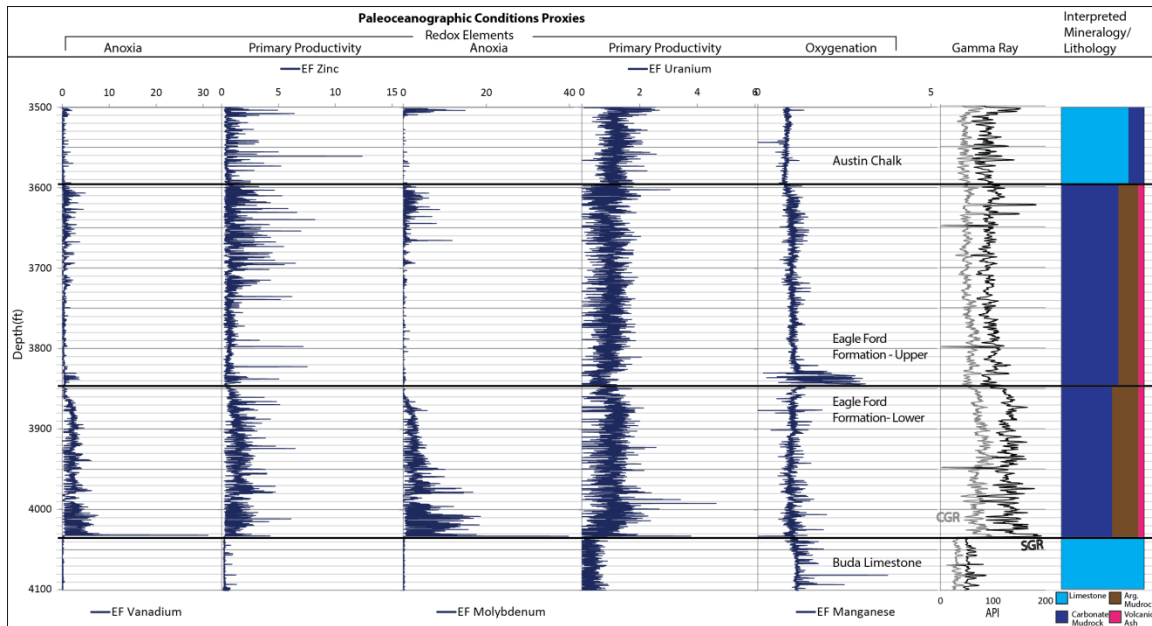 Paleoceanographic Conditions Proxies
Redox Elements
Interpreted
Mineralogy/
Lithology
Anoxia
Primary Productivity
Anoxia
Primary Productivity
Oxygenation
Gamma Ray
EF Zinc
EF Uranium
0 10 20 30 0 5 10 15 0 20 40 0 2 4 6 0 5
Depth(ft)
3500
Austin Chalk
3600
3700
3800
Eagle Ford
Formation - Upper
Eagle Ford
Formation- Lower
3900
4000
CGR
SGR
Buda Limestone
4100
EF Vanadium
EF Molybdenum
EF Manganese
0 100 200
API
Limestone
Arg. Mudrock
Carbonate Mudrock
Volcanic Ash